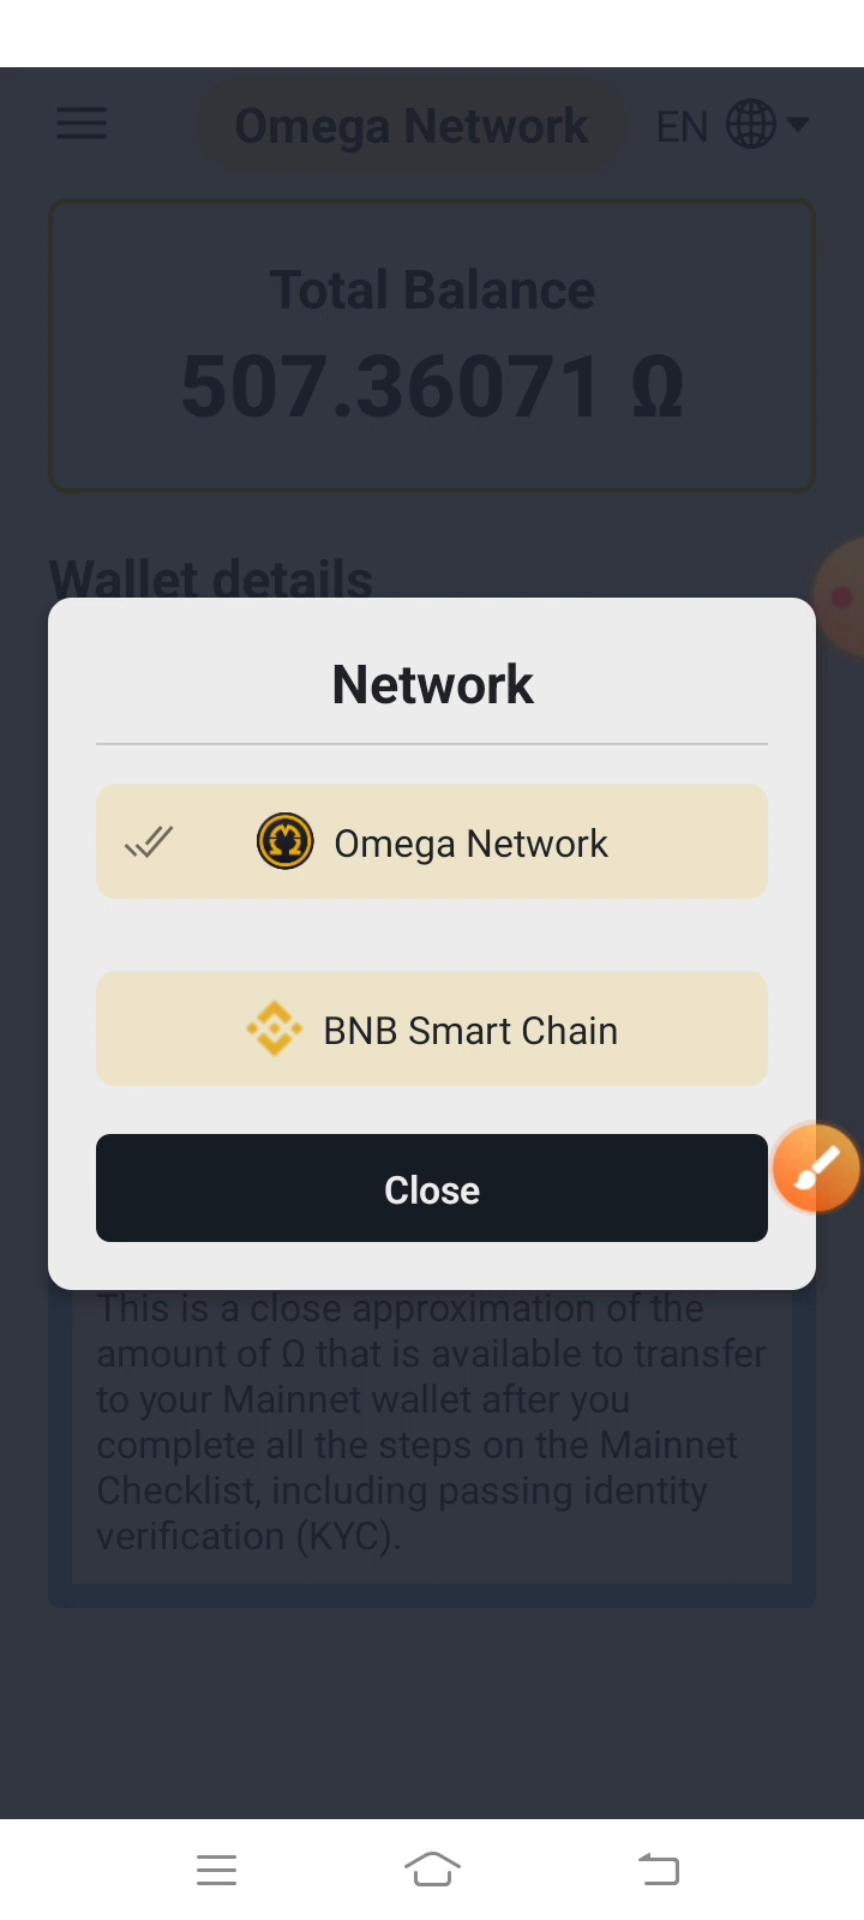 Omega Network EN
Total Balance
507.36071 Ω
Wallet details
Network
Omega Network
BNB Smart Chain
Close
This is a close approximation of the
amount of Ω that is available to transfer
to your Mainnet wallet after you
complete all the steps on the Mainnet
Checklist, including passing identity
verification (KYC).